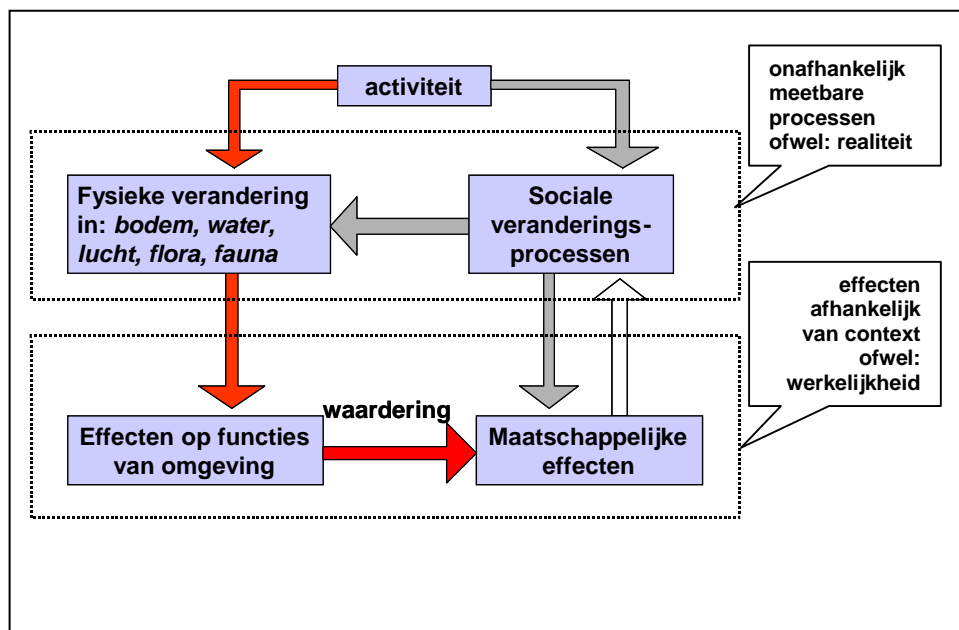 activiteit
onafhankelijk
meetbare
processen
ofwel: realiteit
Fysieke verandering
in: bodem, water,
lucht, flora, fauna
Sociale
veranderings-
processen
effecten
afhankelijk
van context
ofwel:
werkelijkheid
waardering
Effecten op functies
van omgeving
Maatschappelijke
effecten